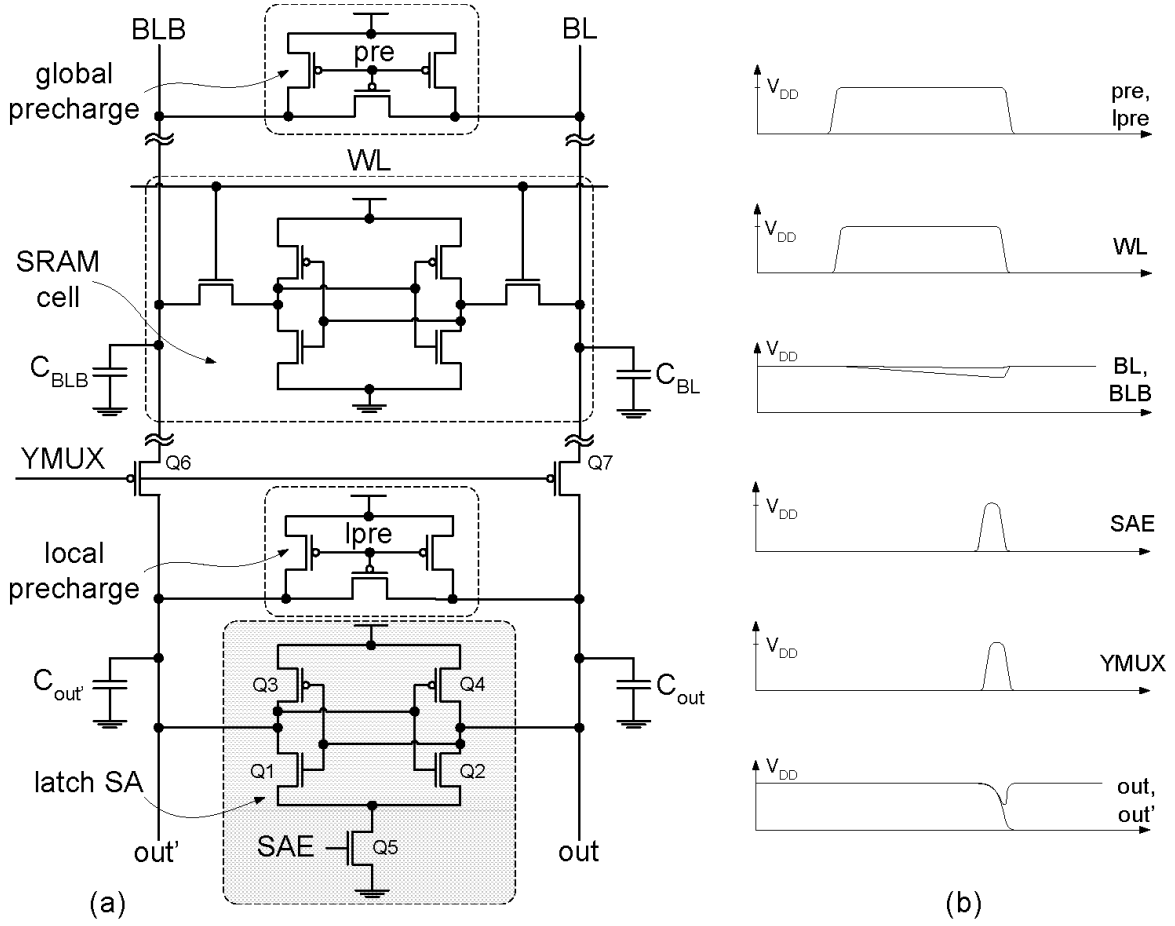 BLB
BL
pre
global
precharge
WL
SRAM
cell
C_BLB
C_BL
YMUX
Q6
Q7
local
precharge
lpre
C_out'
C_out
Q3
Q4
Q1
Q2
latch SA
SAE
Q5
out'
out
(a)
V_DD
pre,
lpre
V_DD
WL
V_DD
BL,
BLB
V_DD
SAE
V_DD
YMUX
V_DD
out,
out'
(b)